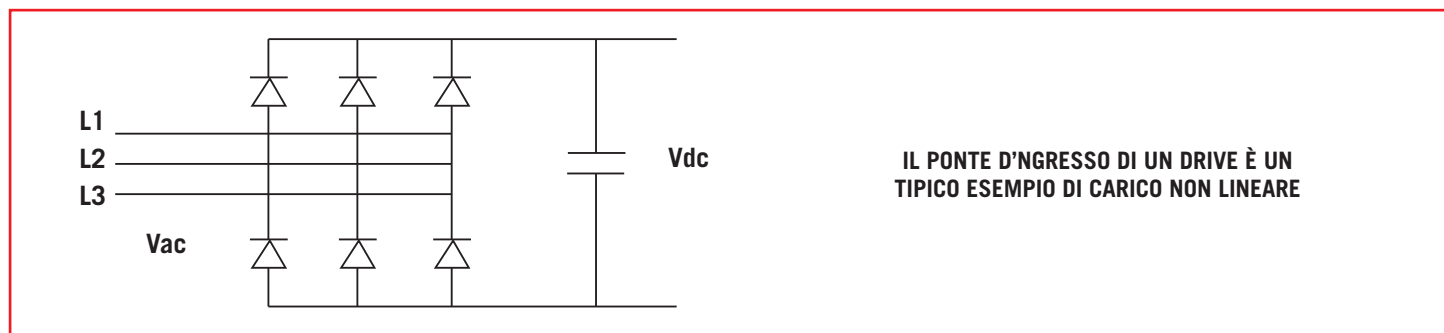 L1
L2
L3
Vac
Vdc
IL PONTE D'NGRESSO DI UN DRIVE È UN
TIPICO ESEMPIO DI CARICO NON LINEARE